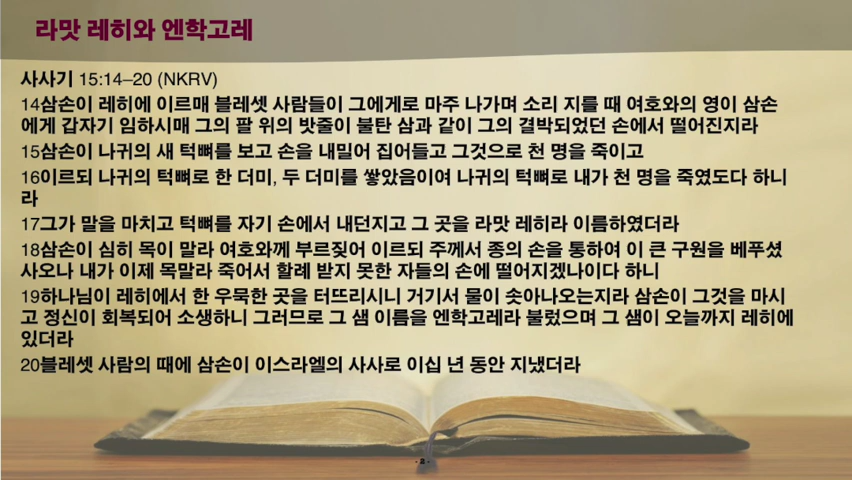 라맛 레히와 엔학고레
사사기 15:14–20 (NKRV)
14삼손이 레히에 이르매 블레셋 사람들이 그에게로 마주 나가며 소리 지를 때 여호와의 영이 삼손
에게 갑자기 임하시매 그의 팔 위의 밧줄이 불탄 삼과 같이 그의 결박되었던 손에서 떨어진지라
15삼손이 나귀의 새 턱뼈를 보고 손을 내밀어 집어들고 그것으로 천 명을 죽이고
16이르되 나귀의 턱뼈로 한 더미, 두 더미를 쌓았음이여 나귀의 턱뼈로 내가 천 명을 죽였도다 하니
라
17그가 말을 마치고 턱뼈를 자기 손에서 내던지고 그 곳을 라맛 레히라 이름하였더라
18삼손이 심히 목이 말라 여호와께 부르짖어 이르되 주께서 종의 손을 통하여 이 큰 구원을 베푸셨
사오나 내가 이제 목말라 죽어서 할례 받지 못한 자들의 손에 떨어지겠나이다 하니
19하나님이 레히에서 한 우묵한 곳을 터뜨리시니 거기서 물이 솟아나오는지라 삼손이 그것을 마시
고 정신이 회복되어 소생하니 그러므로 그 샘 이름을 엔학고레라 불렀으며 그 샘이 오늘까지 레히에
있더라
20블레셋 사람의 때에 삼손이 이스라엘의 사사로 이십 년 동안 지냈더라